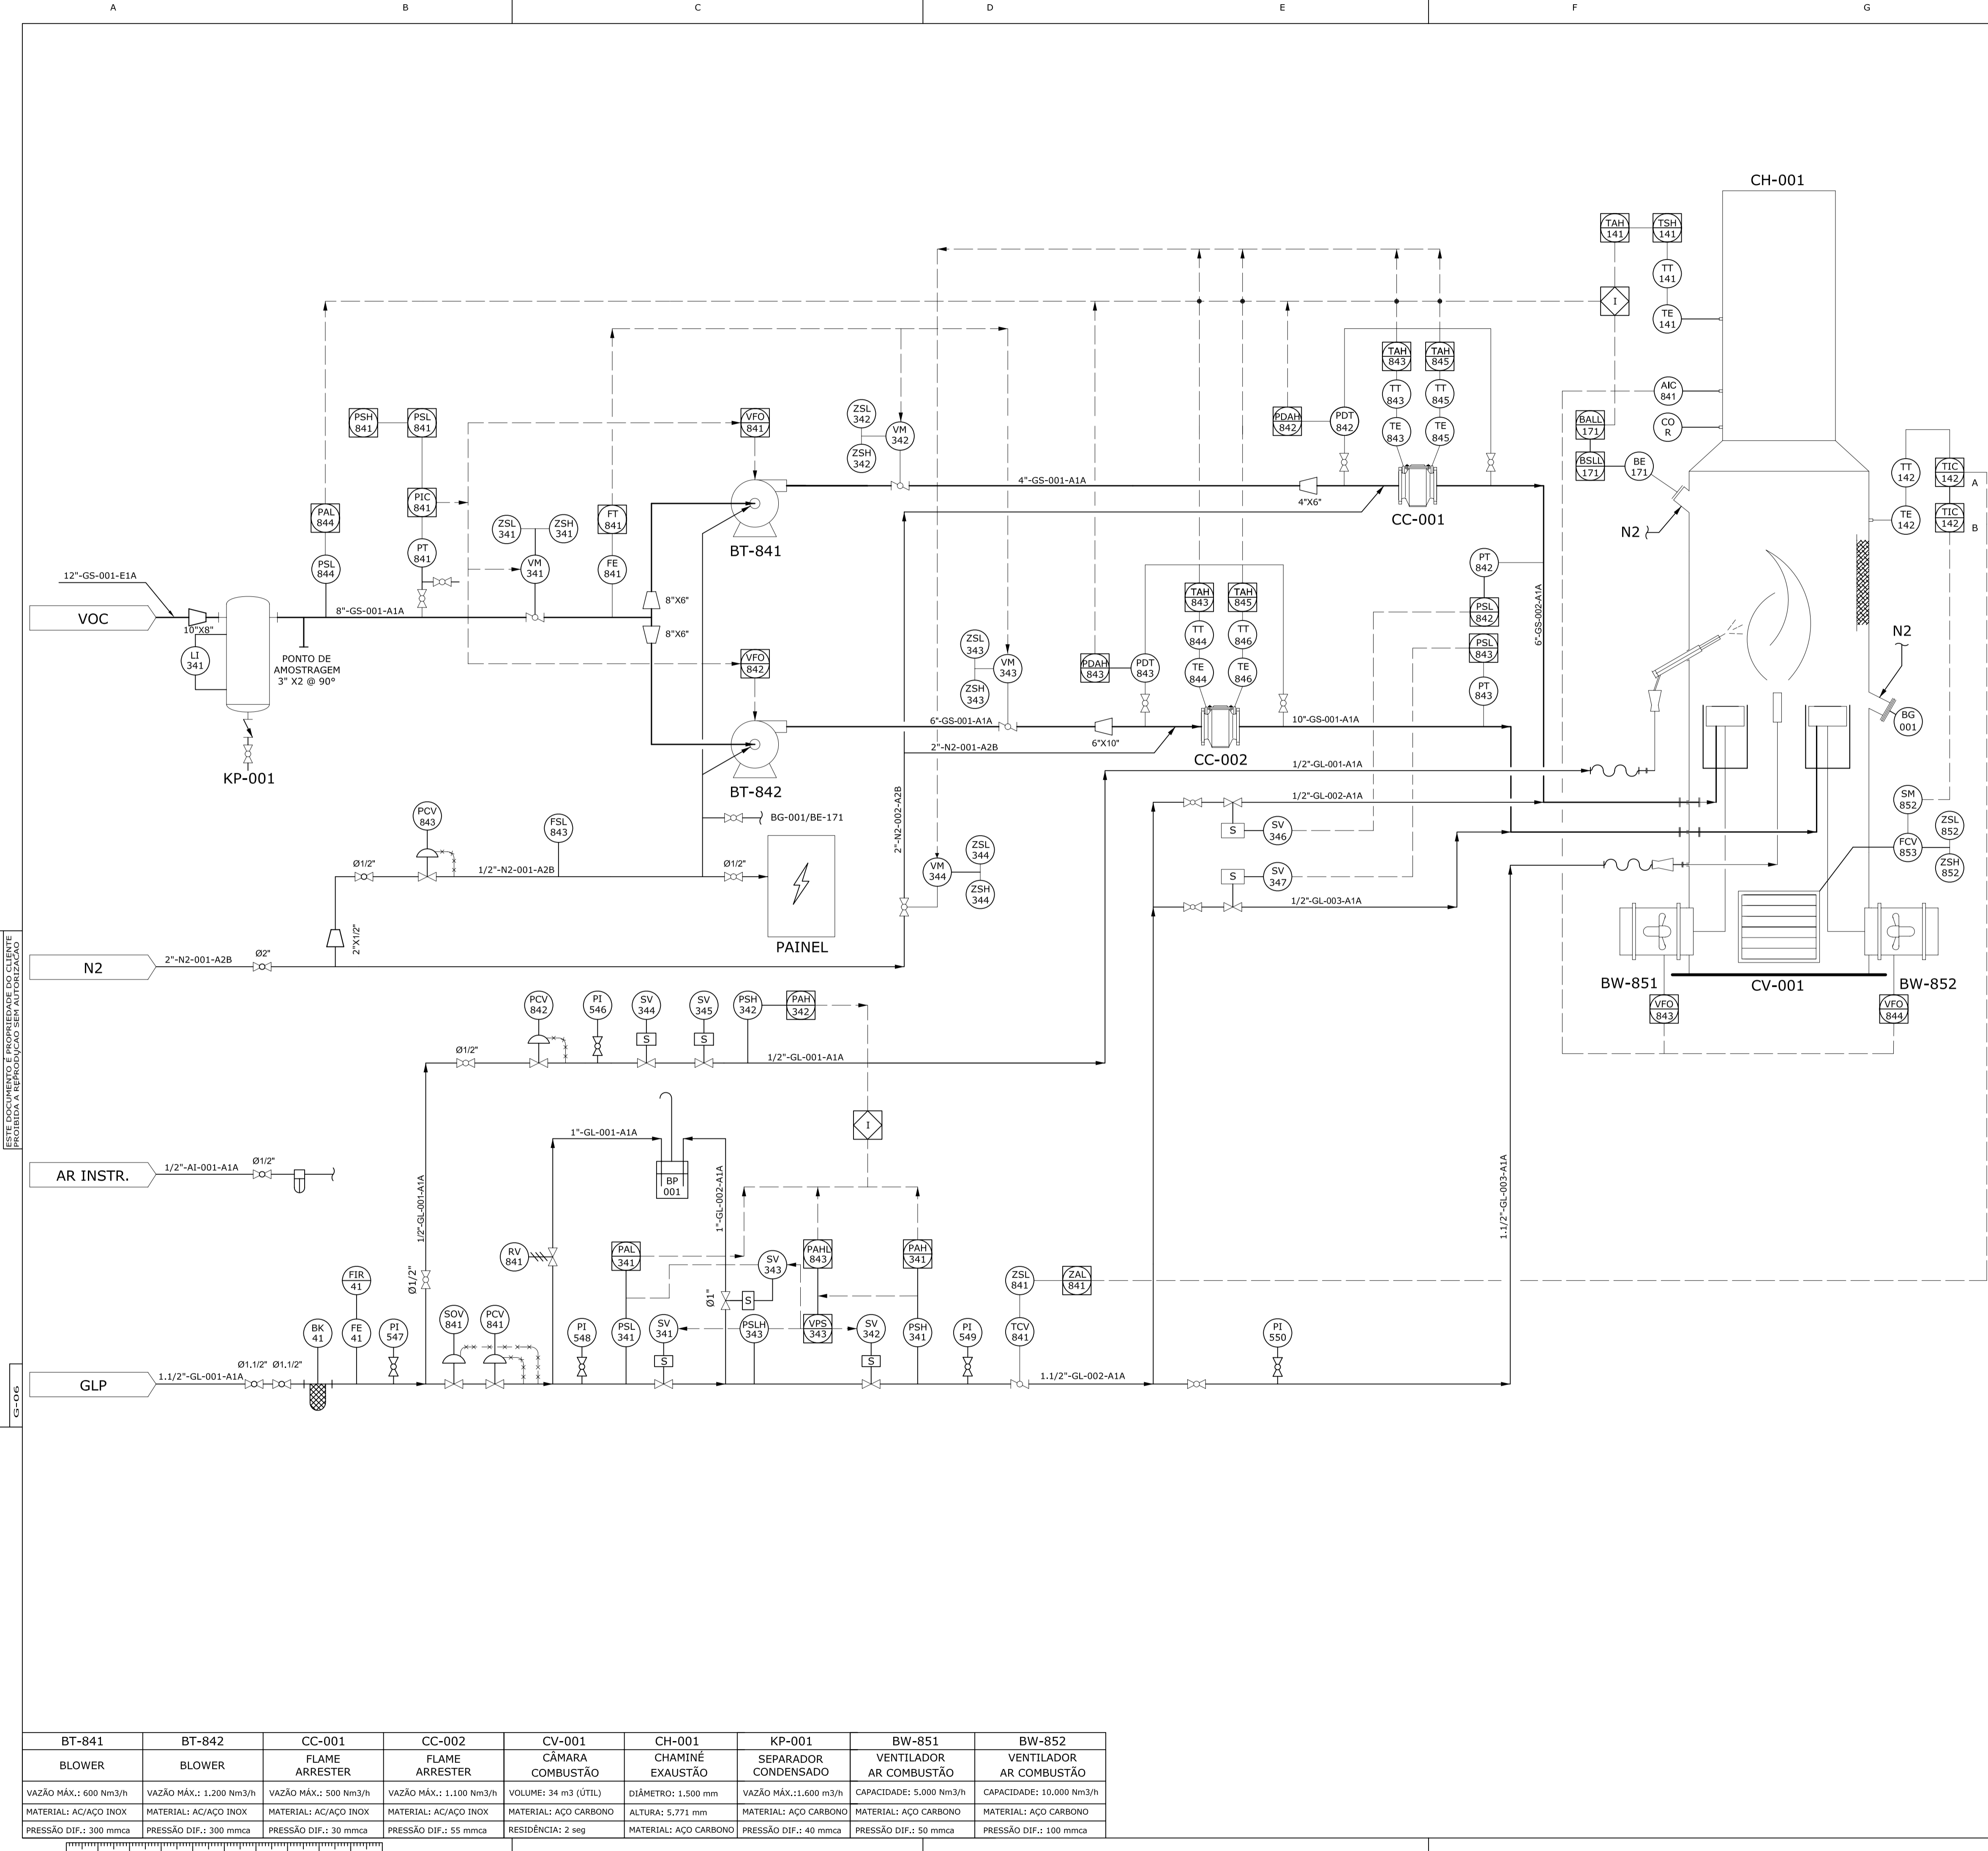 A B C D E F G
CH-001
TAH 141
TSH 141
TT 141
I
TE 141
AIC 841
CO R
BALL 171
BSLL 171
BE 171
N2
TT 142
TIC 142
A
TE 142
TIC 142
B
TAH 843
TAH 845
TT 843
TT 845
TE 843
TE 845
PDAH 842
PDT 842
ZSL 342
VM 342
ZSH 342
VFO 841
PSH 841
PSL 841
4"-GS-001-A1A
4"X6"
CC-001
PAL 844
PIC 841
ZSL 341
ZSH 341
FT 841
BT-841
PSL 844
PT 841
VM 341
FE 841
12"-GS-001-E1A
VOC
10"X8"
8"-GS-001-A1A
8"X6"
8"X6"
LI 341
PONTO DE
AMOSTRAGEM
3" X2 @ 90°
KP-001
PT 842
PSL 842
PSL 843
PT 843
6"-GS-002-A1A
TAH 843
TAH 845
TT 844
TT 846
TE 844
TE 846
ZSL 343
VM 343
ZSH 343
PDAH 843
PDT 843
VFO 842
BT-842
6"-GS-001-A1A
6"X10"
10"-GS-001-A1A
2"-N2-001-A2B
CC-002
N2
BG 001
1/2"-GL-001-A1A
1/2"-GL-002-A1A
2"-N2-002-A2B
SM 852
ZSL 852
FCV 853
ZSH 852
PCV 843
FSL 843
BG-001/BE-171
S
SV 346
ZSL 344
VM 344
ZSH 344
Ø1/2"
1/2"-N2-001-A2B
Ø1/2"
S
SV 347
1/2"-GL-003-A1A
2"X1/2"
PAINEL
N2
2"-N2-001-A2B
Ø2"
BW-851
CV-001
BW-852
VFO 843
VFO 844
PCV 842
PI 546
SV 344
SV 345
PSH 342
PAH 342
S
S
Ø1/2"
1/2"-GL-001-A1A
ESTE DOCUMENTO É PROPRIEDADE DO CLIENTE
PROIBIDA A REPRODUCAO SEM AUTORIZACAO
I
1"-GL-001-A1A
AR INSTR.
1/2"-AI-001-A1A
Ø1/2"
BP 001
1/2"-GL-001-A1A
1"-GL-002-A1A
1.1/2"-GL-003-A1A
RV 841
PAL 341
SV 343
PAHL 843
PAH 341
FIR 41
Ø1/2"
Ø1"
S
ZSL 841
ZAL 841
BK 41
FE 41
PI 547
SOV 841
PCV 841
PI 548
PSL 341
SV 341
PSLH 343
VPS 343
SV 342
PSH 341
PI 549
TCV 841
PI 550
S
S
Ø1.1/2" Ø1.1/2"
GLP
1.1/2"-GL-001-A1A
1.1/2"-GL-002-A1A
G-06
BT-841 BT-842 CC-001 CC-002 CV-001 CH-001 KP-001 BW-851 BW-852
BLOWER BLOWER FLAME ARRESTER FLAME ARRESTER CÂMARA COMBUSTÃO CHAMINÉ EXAUSTÃO SEPARADOR CONDENSADO VENTILADOR AR COMBUSTÃO VENTILADOR AR COMBUSTÃO
VAZÃO MÁX.: 600 Nm3/h VAZÃO MÁX.: 1.200 Nm3/h VAZÃO MÁX.: 500 Nm3/h VAZÃO MÁX.: 1.100 Nm3/h VOLUME: 34 m3 (ÚTIL) DIÂMETRO: 1.500 mm VAZÃO MÁX.:1.600 m3/h CAPACIDADE: 5.000 Nm3/h CAPACIDADE: 10.000 Nm3/h
MATERIAL: AC/AÇO INOX MATERIAL: AC/AÇO INOX MATERIAL: AC/AÇO INOX MATERIAL: AC/AÇO INOX MATERIAL: AÇO CARBONO ALTURA: 5.771 mm MATERIAL: AÇO CARBONO MATERIAL: AÇO CARBONO MATERIAL: AÇO CARBONO
PRESSÃO DIF.: 300 mmca PRESSÃO DIF.: 300 mmca PRESSÃO DIF.: 30 mmca PRESSÃO DIF.: 55 mmca RESIDÊNCIA: 2 seg MATERIAL: AÇO CARBONO PRESSÃO DIF.: 40 mmca PRESSÃO DIF.: 50 mmca PRESSÃO DIF.: 100 mmca